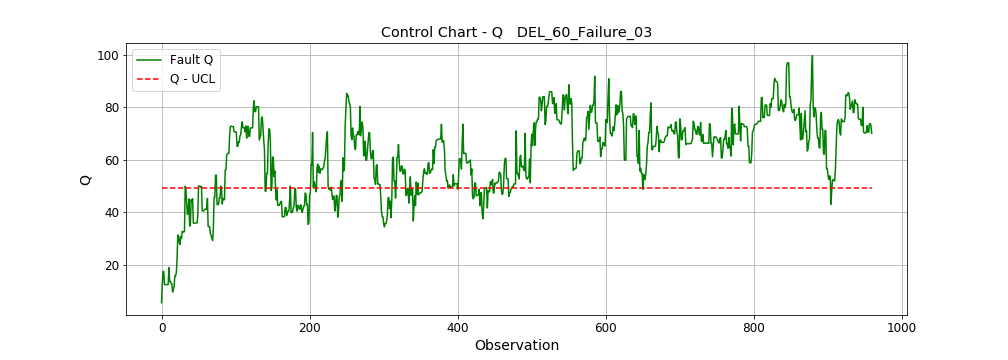 Control Chart - Q   DEL_60_Failure_03
Fault Q
Q - UCL
100
80
60
40
20
Q
0
200
400
600
800
1000
Observation